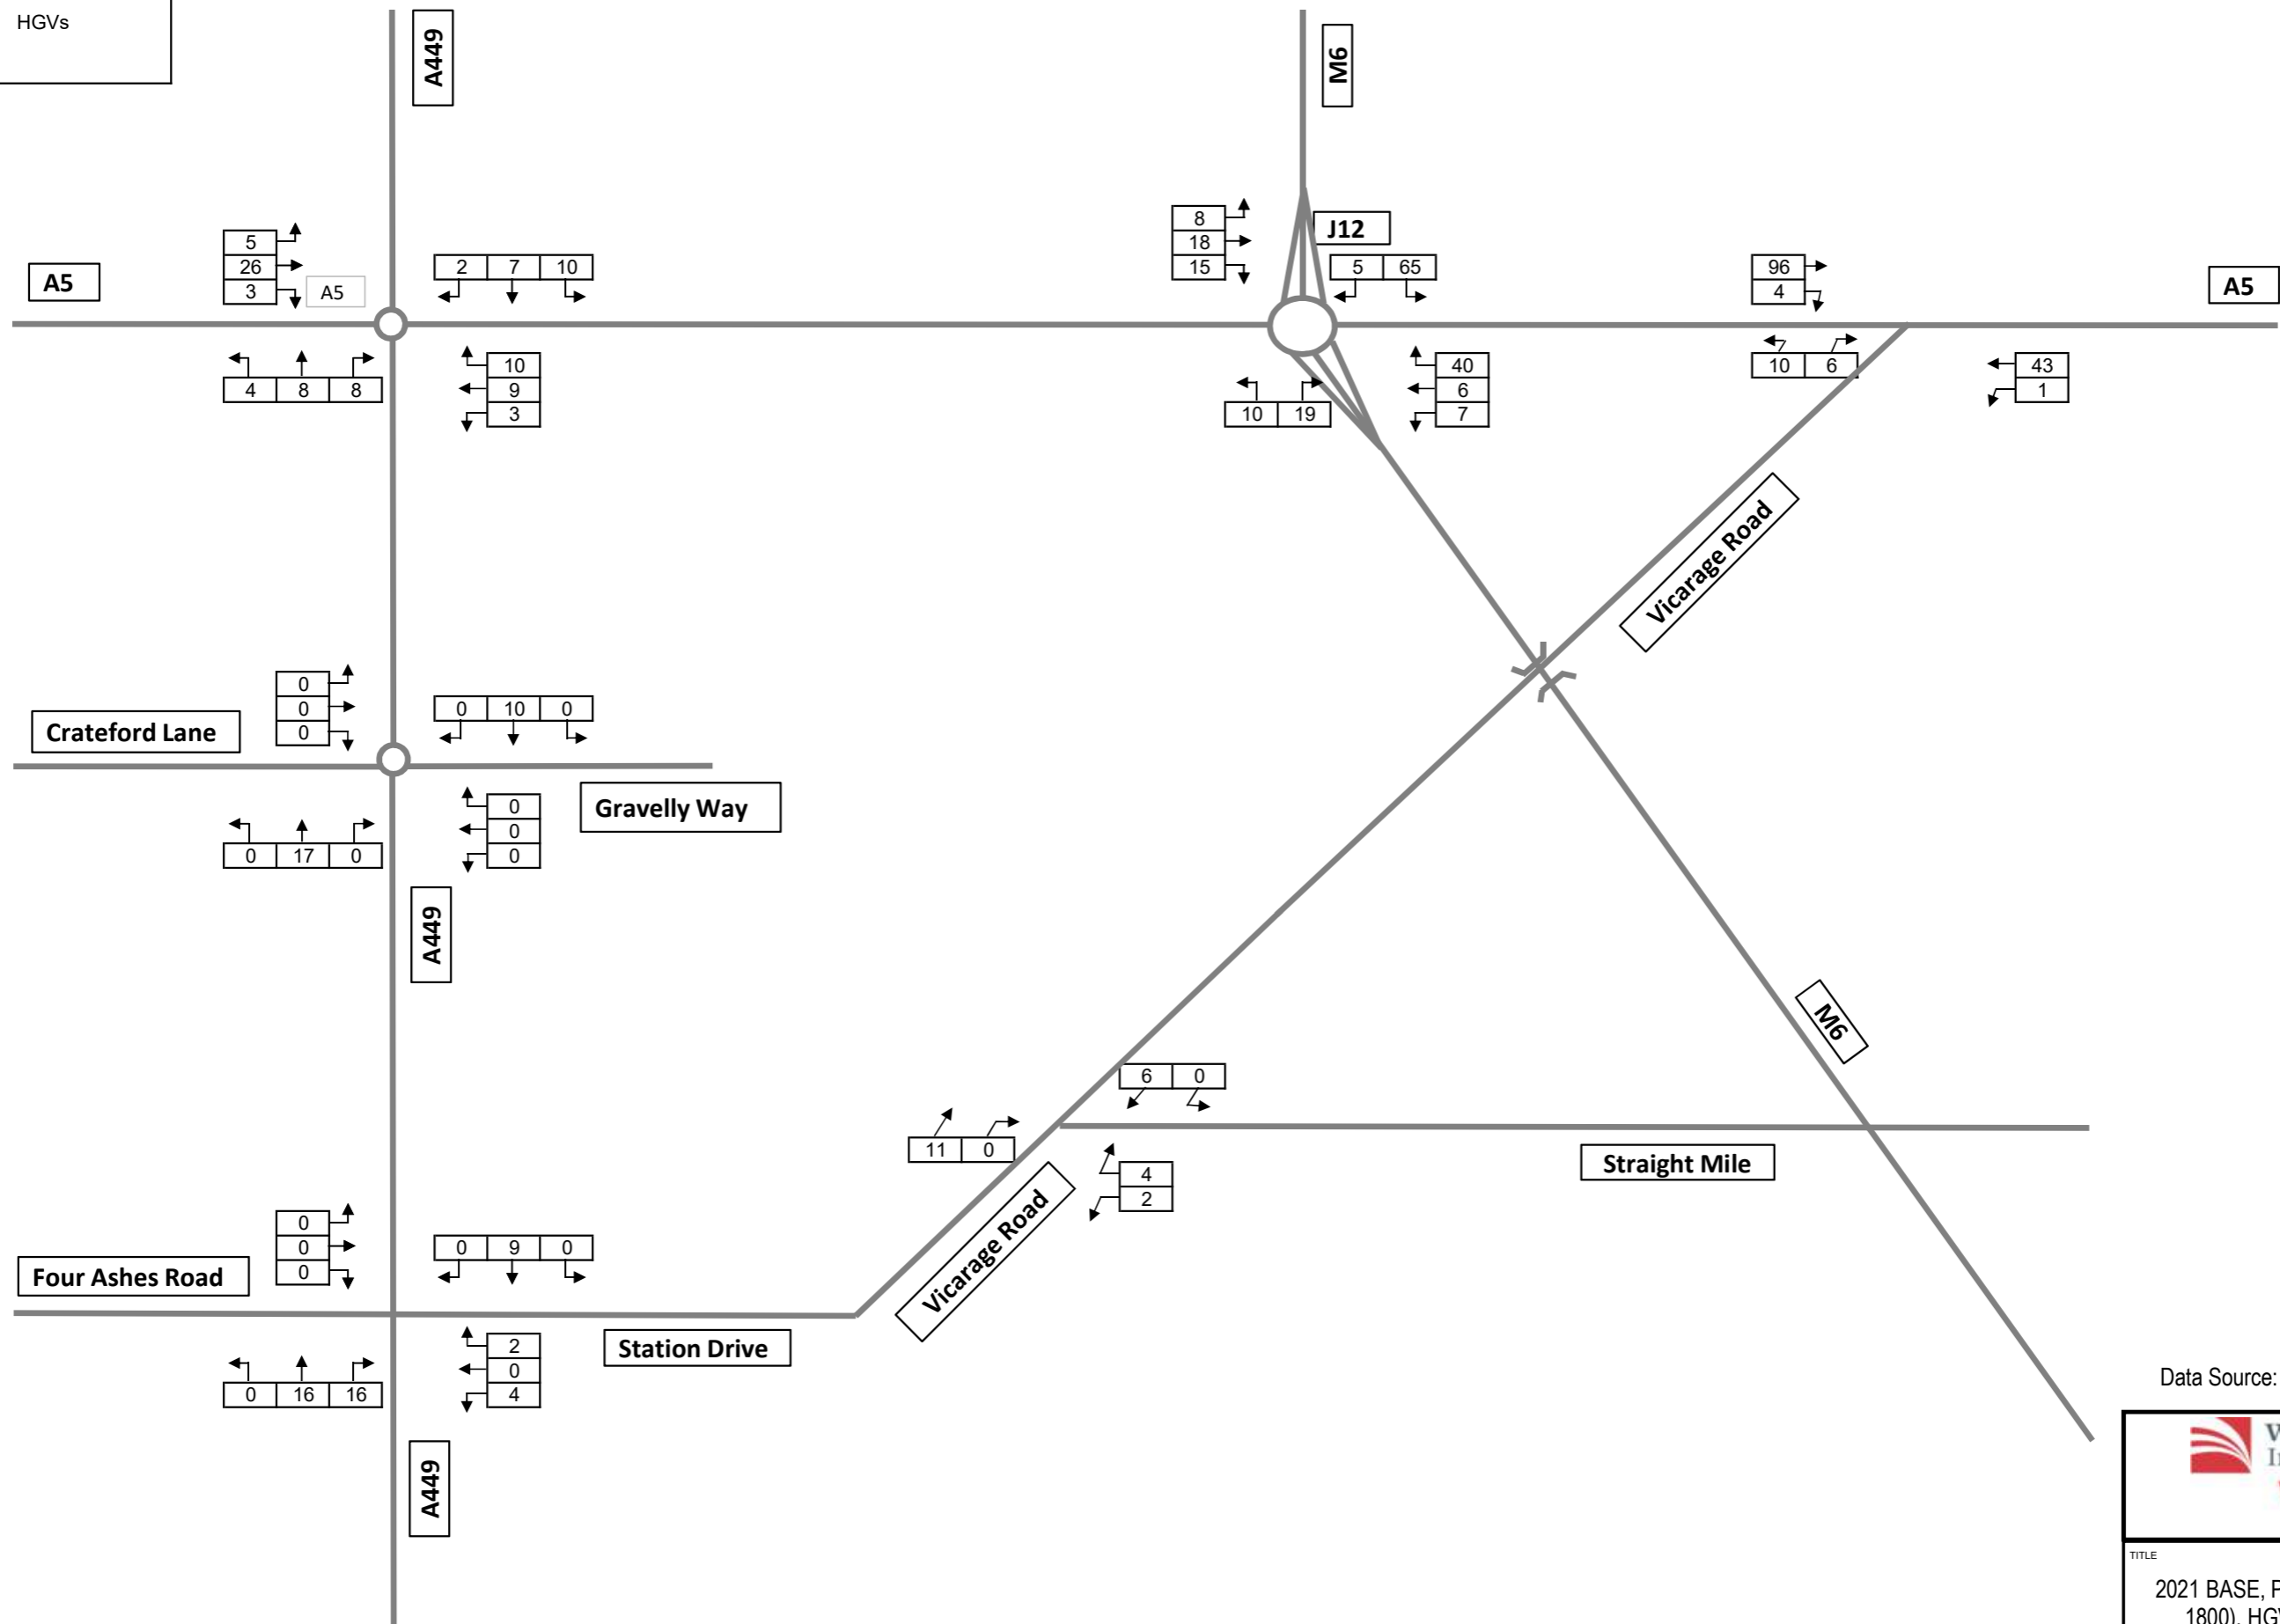 HGVs
A449
M6
8
18
15
J12
5
26
3
A5
2 7 10
5 65
96
4
A5
A5
4 8 8
10
9
3
10 19
40
6
7
10 6
43
1
Vicarage Road
0
0
0
0 10 0
Crateford Lane
Gravelly Way
0
0
0
0 17 0
A449
M6
6 0
11 0
Straight Mile
4
2
Vicarage Road
0
0
0
0 9 0
Four Ashes Road
Station Drive
2
0
4
0 16 16
A449
Data Source:
TITLE
2021 BASE, P
1800), HGV